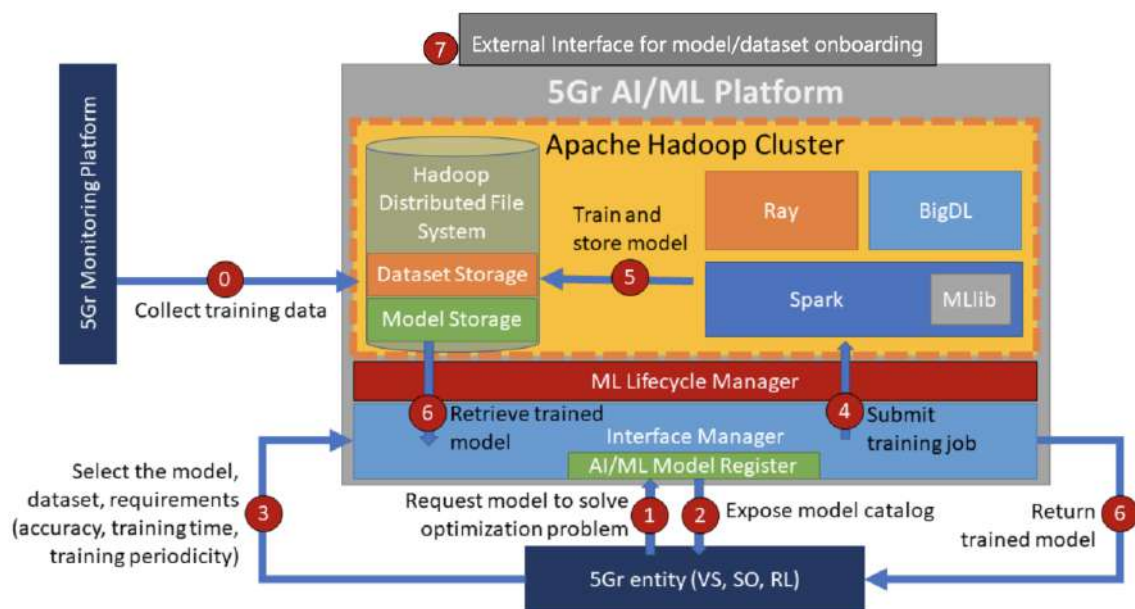 7
External Interface for model/dataset onboarding
5Gr AI/ML Platform
5Gr Monitoring Platform
Apache Hadoop Cluster
Hadoop
Distributed File
System
Dataset Storage
Model Storage
0
Collect training data
Train and
store model
5
Ray
BigDL
Spark
MLlib
ML Lifecycle Manager
6
Retrieve trained
model
4
Submit
training job
Interface Manager
AI/ML Model Register
Select the model,
dataset, requirements
(accuracy, training time,
training periodicity)
3
Request model to solve
optimization problem
1
2
Expose model catalog
Return
trained model
6
5Gr entity (VS, SO, RL)